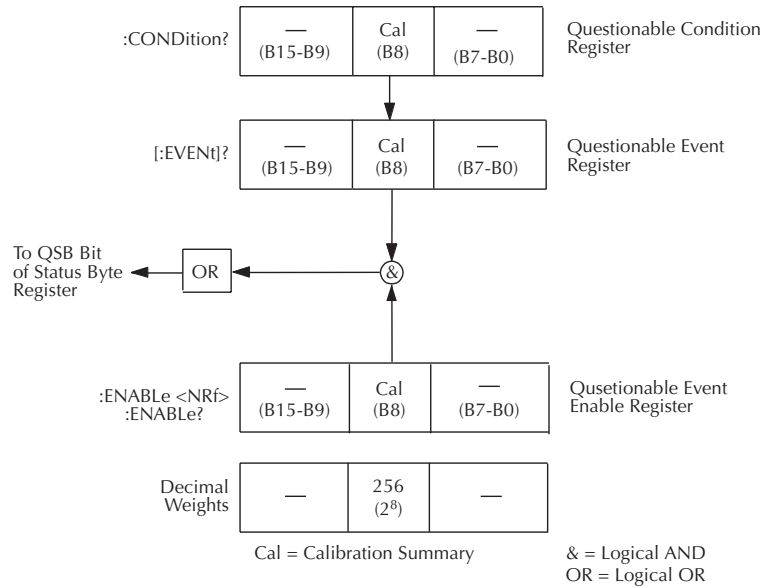 :CONDition?
—
(B15-B9)
Cal
(B8)
—
(B7-B0)
Questionable Condition
Register
[:EVENt]?
—
(B15-B9)
Cal
(B8)
—
(B7-B0)
Questionable Event
Register
To QSB Bit
of Status Byte
Register
OR
&
:ENABLe <NRf>
:ENABLe?
—
(B15-B9)
Cal
(B8)
—
(B7-B0)
Qusetionable Event
Enable Register
Decimal
Weights
—
256
(2⁸)
—
Cal = Calibration Summary
& = Logical AND
OR = Logical OR